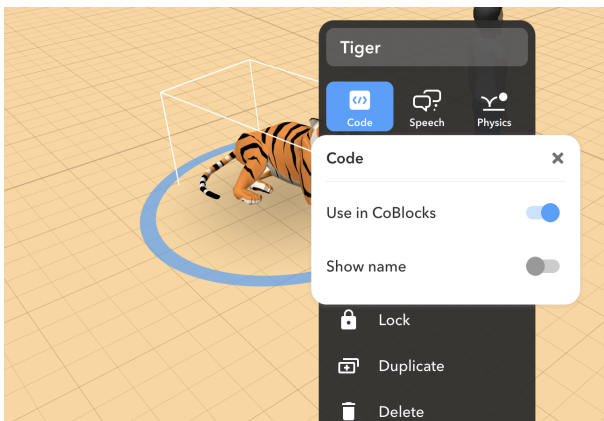 Tiger
Code Speech Physics
Code
Use in CoBlocks
Show name
Lock
Duplicate
Delete